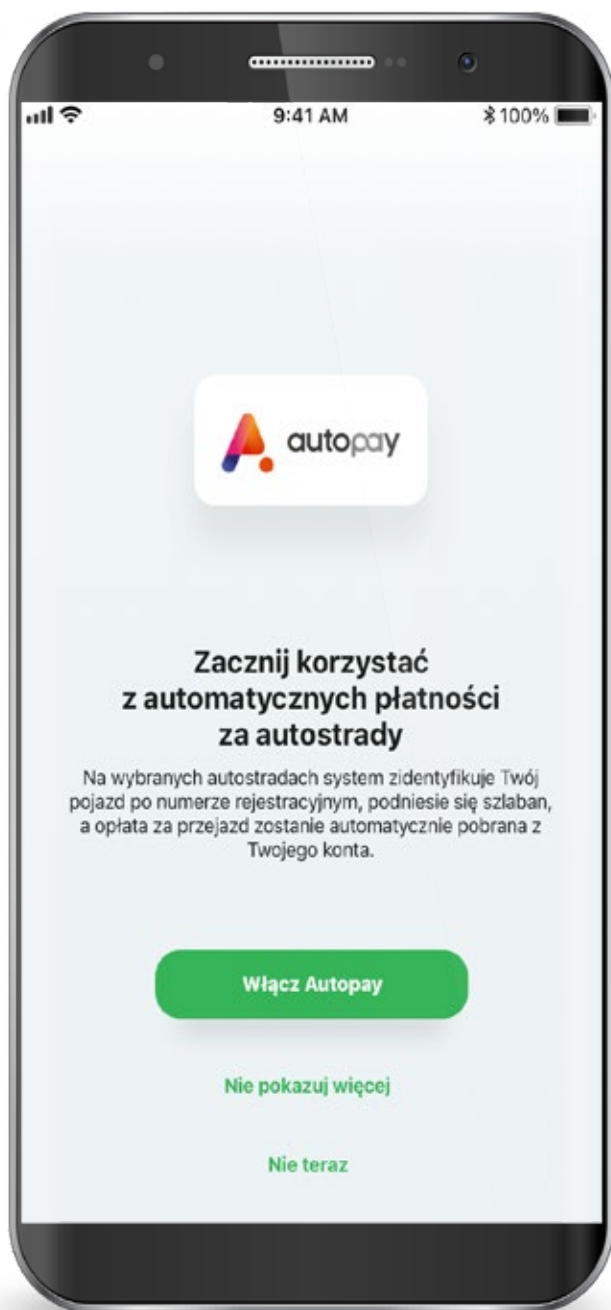 9:41 AM
100%
autopay
Zacznij korzystać
z automatycznych płatności
za autostrady
Na wybranych autostradach system zidentyfikuje Twój
pojazd po numerze rejestracyjnym, podniesie się szlaban,
a opłata za przejazd zostanie automatycznie pobrana z
Twojego konta.
Włącz Autopay
Nie pokazuj więcej
Nie teraz